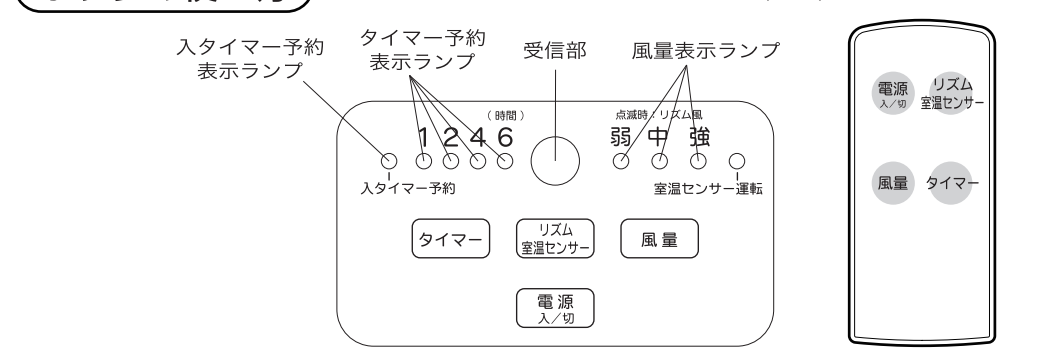 入タイマー予約
表示ランプ
タイマー予約
表示ランプ
受信部
風量表示ランプ
(時間)
1 2 4 6
点滅時:リズム風
弱 中 強
入タイマー予約
室温センサー運転
タイマー
リズム
室温センサー
風量
電源
入/切
電源
入/切
リズム
室温センサー
風量
タイマー